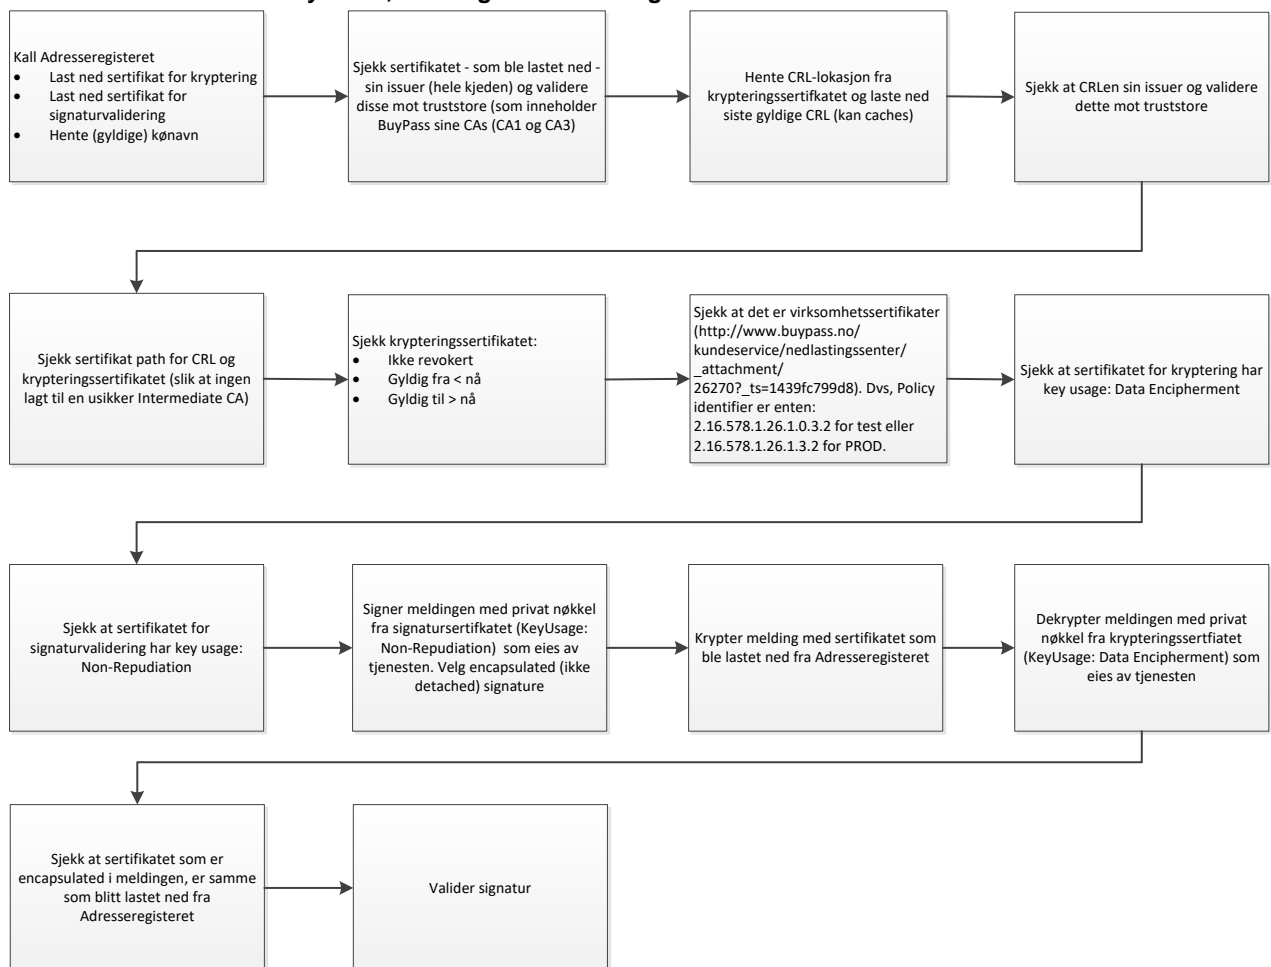 Kall Adresseregisteret
• Last ned sertifikat for kryptering
• Last ned sertifikat for
signaturvalidering
• Hente (gyldige) kønavn
Sjekk sertifikatet - som ble lastet ned -
sin issuer (hele kjeden) og validere
disse mot truststore (som inneholder
BuyPass sine CAs (CA1 og CA3)
Hente CRL-lokasjon fra
krypteringssertifkatet og laste ned
siste gyldige CRL (kan caches)
Sjekk at CRLen sin issuer og validere
dette mot truststore
Sjekk sertifikat path for CRL og
krypteringssertifikatet (slik at ingen
lagt til en usikker Intermediate CA)
Sjekk krypteringssertifikatet:
• Ikke revokert
• Gyldig fra < nå
• Gyldig til > nå
Sjekk at det er virksomhetssertifikater
(http://www.buypass.no/
kundeservice/nedlastingssenter/
_attachment/
26270?_ts=1439fc799d8). Dvs, Policy
identifier er enten:
2.16.578.1.26.1.0.3.2 for test eller
2.16.578.1.26.1.3.2 for PROD.
Sjekk at sertifikatet for kryptering har
key usage: Data Encipherment
Sjekk at sertifikatet for
signaturvalidering har key usage:
Non-Repudiation
Signer meldingen med privat nøkkel
fra signatursertifkatet (KeyUsage:
Non-Repudiation) som eies av
tjenesten. Velg encapsulated (ikke
detached) signature
Krypter melding med sertifikatet som
ble lastet ned fra Adresseregisteret
Dekrypter meldingen med privat
nøkkel fra krypteringssertfiatet
(KeyUsage: Data Encipherment) som
eies av tjenesten
Sjekk at sertifikatet som er
encapsulated i meldingen, er samme
som blitt lastet ned fra
Adresseregisteret
Valider signatur